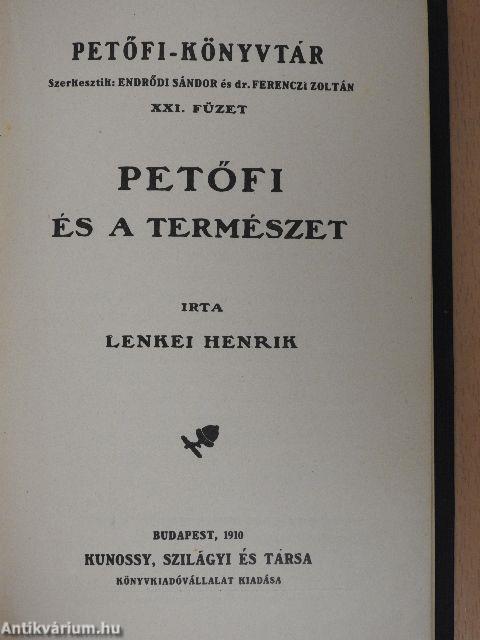 PETŐFI-KÖNYVTÁR
Szerkesztik: ENDRŐDI SÁNDOR és dr. FERENCZI ZOLTÁN
XXI. FÜZET
PETŐFI
ÉS A TERMÉSZET
IRTA
LENKEI HENRIK
BUDAPEST, 1910
KUNOSSY, SZILÁGYI ÉS TÁRSA
KÖNYVKIADÓVÁLLALAT KIADÁSA
Antikvárium.hu